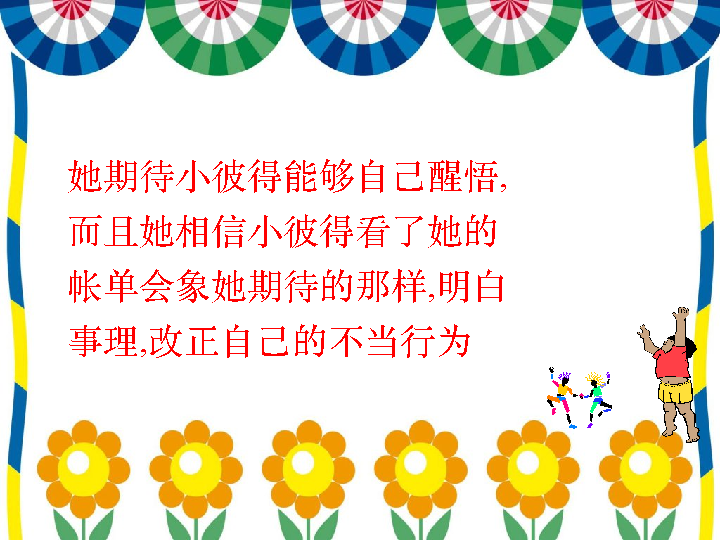 她期待小彼得能够自己醒悟,
而且她相信小彼得看了她的
帐单会象她期待的那样,明白
事理,改正自己的不当行为